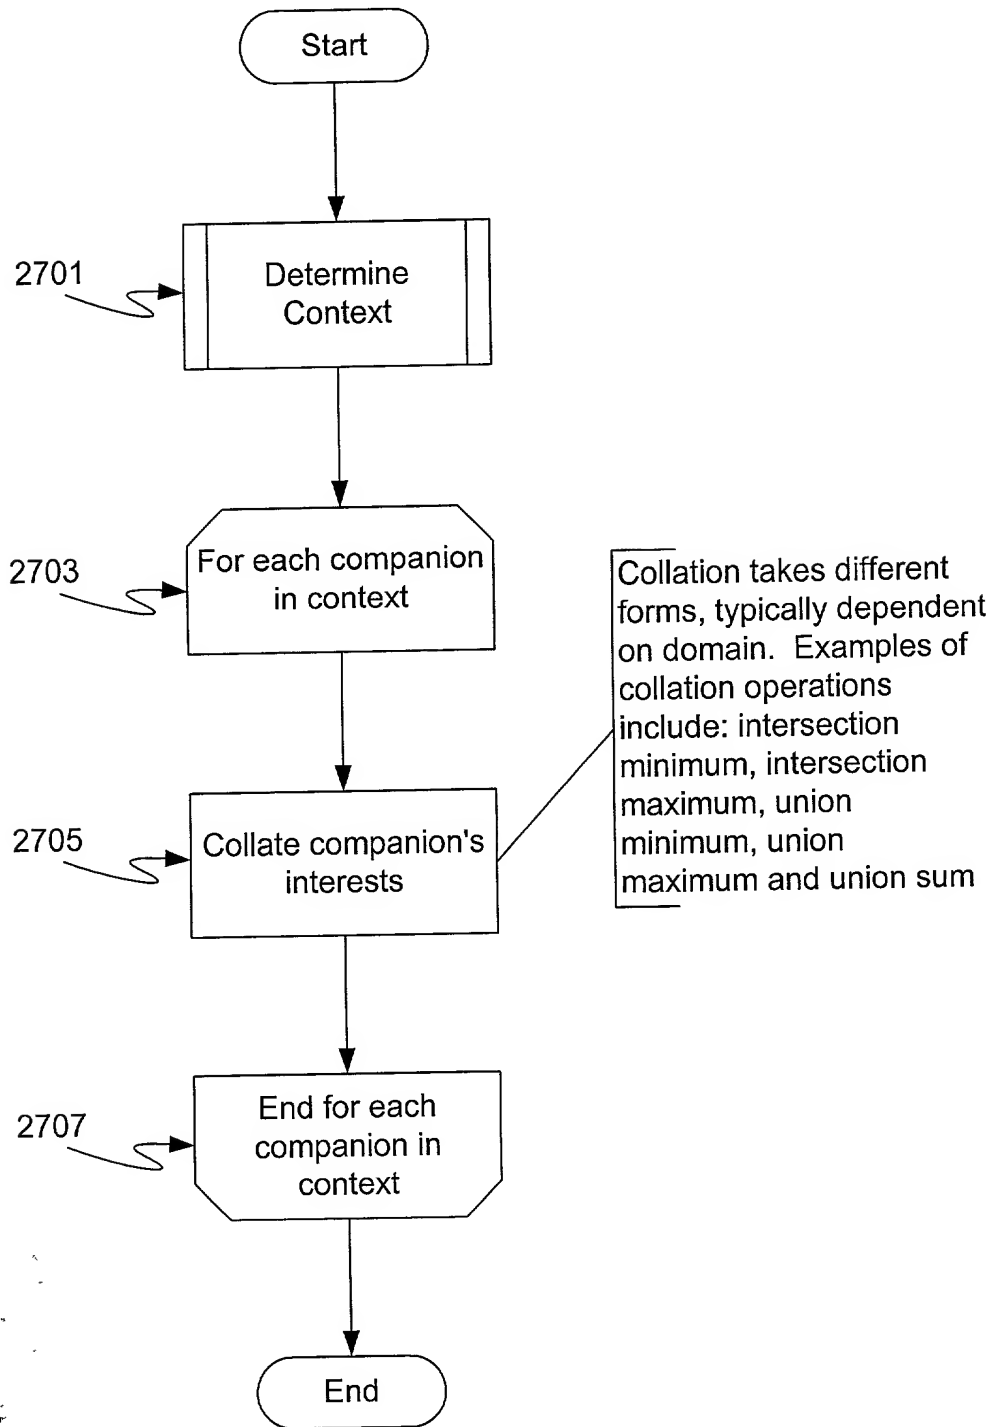 Start
2701
Determine
Context
2703
For each companion
in context
2705
Collate companion's
interests
Collation takes different
forms, typically dependent
on domain. Examples of
collation operations
include: intersection
minimum, intersection
maximum, union
minimum, union
maximum and union sum
2707
End for each
companion in
context
End